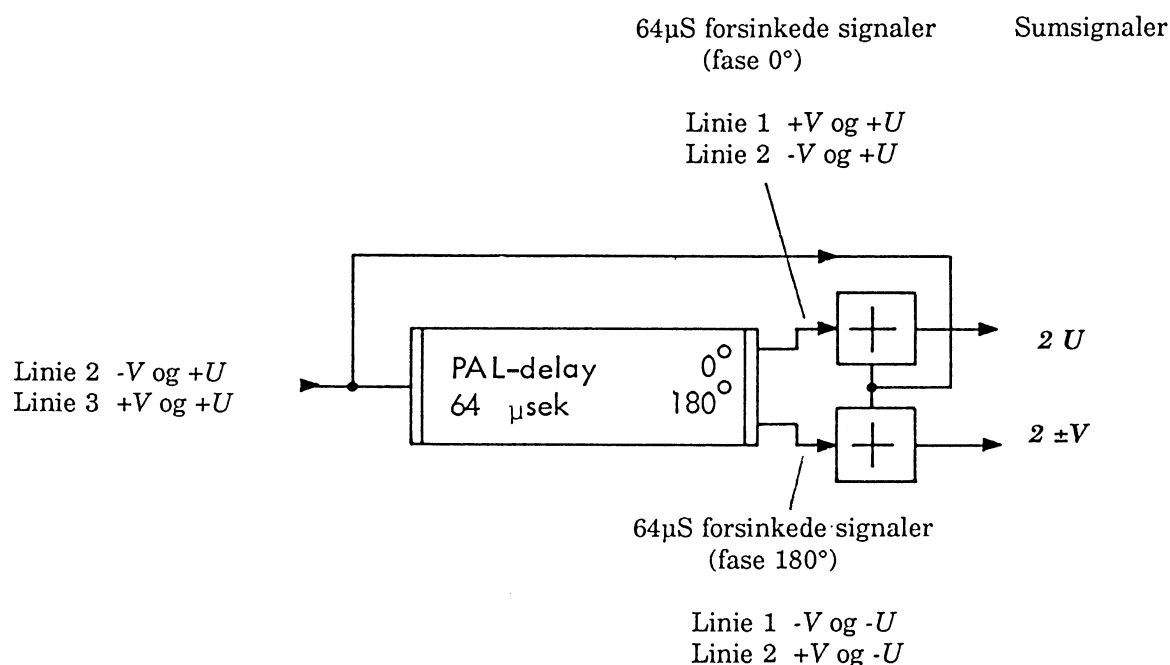 64µS forsinkede signaler
(fase 0°)
Sumsignaler
Linie 1 +V og +U
Linie 2 -V og +U
Linie 2 -V og +U
Linie 3 +V og +U
PAL-delay
64 µsek
0°
180°
2 U
2 ±V
64µS forsinkede signaler
(fase 180°)
Linie 1 -V og -U
Linie 2 +V og -U